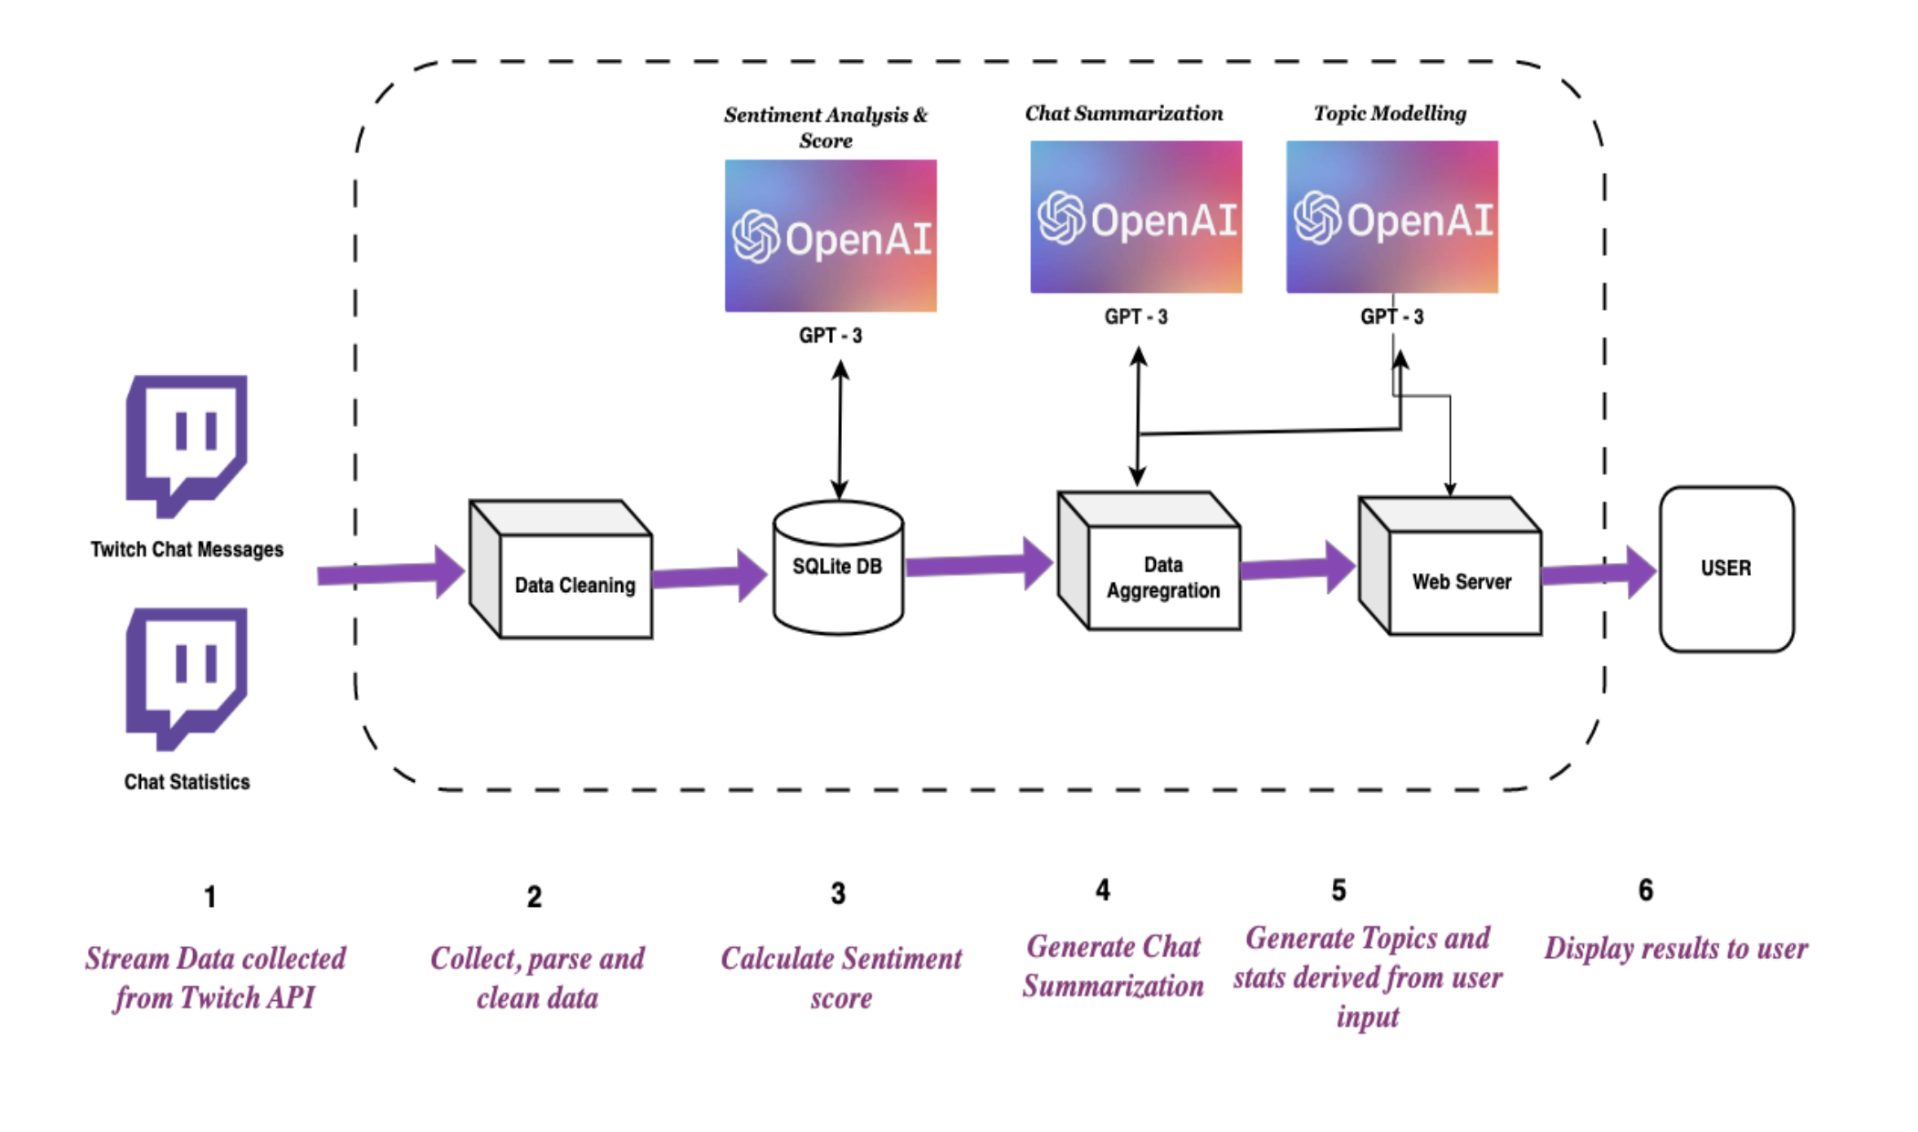 Sentiment Analysis &
Score
Chat Summarization
Topic Modelling
OpenAI
OpenAI
OpenAI
GPT - 3
GPT - 3
GPT - 3
Twitch Chat Messages
Data Cleaning
SQLite DB
Data
Aggregration
Web Server
USER
Chat Statistics
1
Stream Data collected
from Twitch API
2
Collect, parse and
clean data
3
Calculate Sentiment
score
4
Generate Chat
Summarization
5
Generate Topics and
stats derived from user
input
6
Display results to user